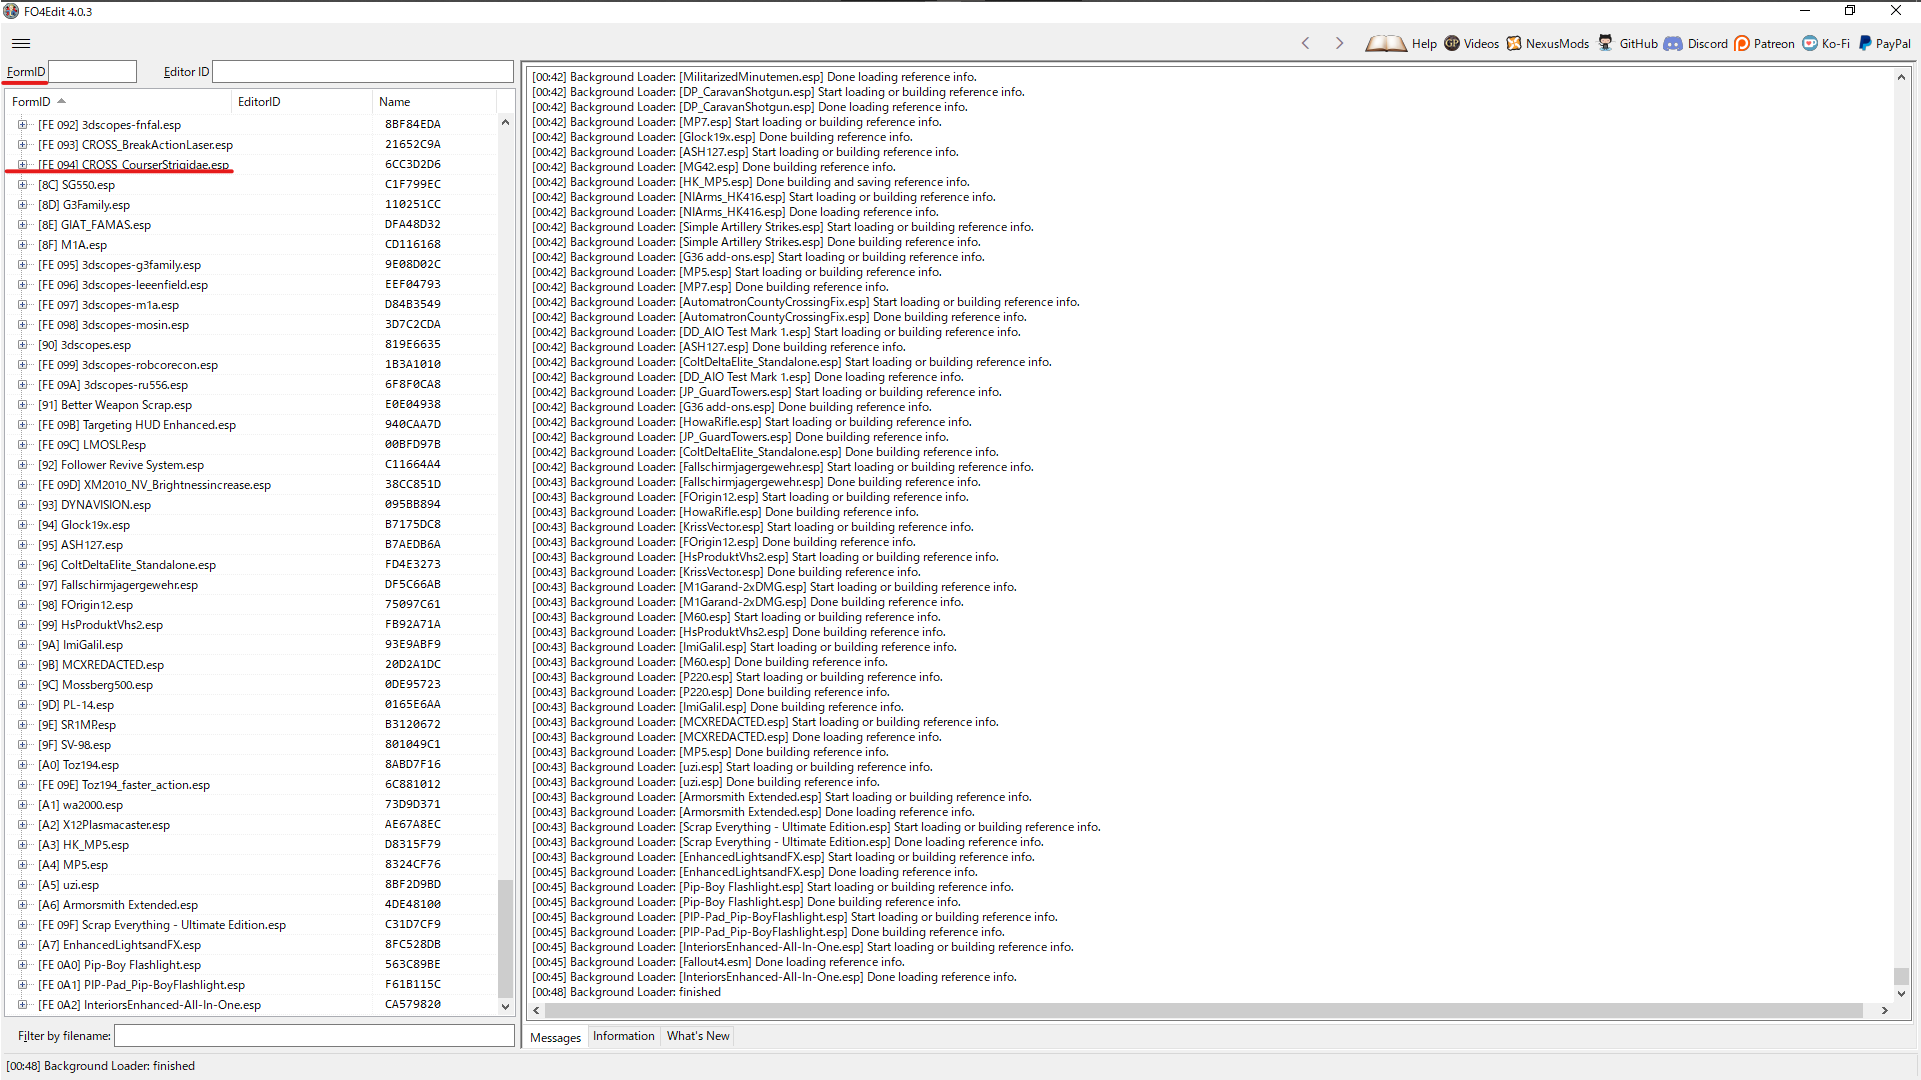 FO4Edit 4.0.3
Help Videos NexusMods GitHub Discord Patreon Ko-Fi PayPal
FormID Editor ID
FormID EditorID Name
[FE 092] 3dscopes-fnfal.esp 8BF84EDA
[FE 093] CROSS_BreakActionLaser.esp 21652C9A
[FE 094] CROSS_CourserStrigidae.esp 6CC3D2D6
[8C] SG550.esp C1F799EC
[8D] G3Family.esp 110251CC
[8E] GIAT_FAMAS.esp DFA48D32
[8F] M1A.esp CD116168
[FE 095] 3dscopes-g3family.esp 9E08D02C
[FE 096] 3dscopes-leeenfield.esp EEF04793
[FE 097] 3dscopes-m1a.esp D84B3549
[FE 098] 3dscopes-mosin.esp 3D7C2CDA
[90] 3dscopes.esp 819E6635
[FE 099] 3dscopes-robcorecon.esp 1B3A1010
[FE 09A] 3dscopes-ru556.esp 6F8F0CA8
[91] Better Weapon Scrap.esp E0E04938
[FE 09B] Targeting HUD Enhanced.esp 940CAA7D
[FE 09C] LMOSLP.esp 00BFD97B
[92] Follower Revive System.esp C11664A4
[FE 09D] XM2010_NV_Brightnessincrease.esp 38CC851D
[93] DYNAVISION.esp 095BB894
[94] Glock19x.esp B7175DC8
[95] ASH127.esp B7AEDB6A
[96] ColtDeltaElite_Standalone.esp FD4E3273
[97] Fallschirmjagergewehr.esp DF5C66AB
[98] FOrigin12.esp 75097C61
[99] HsProduktVhs2.esp FB92A71A
[9A] ImiGalil.esp 93E9ABF9
[9B] MCXREDACTED.esp 20D2A1DC
[9C] Mossberg500.esp 0DE95723
[9D] PL-14.esp 0165E6AA
[9E] SR1MP.esp B3120672
[9F] SV-98.esp 801049C1
[A0] Toz194.esp 8ABD7F16
[FE 09E] Toz194_faster_action.esp 6C881012
[A1] wa2000.esp 73D9D371
[A2] X12Plasmacaster.esp AE67A8EC
[A3] HK_MP5.esp D8315F79
[A4] MP5.esp 8324CF76
[A5] uzi.esp 8BF2D9BD
[A6] Armorsmith Extended.esp 4DE48100
[FE 09F] Scrap Everything - Ultimate Edition.esp C31D7CF9
[A7] EnhancedLightsandFX.esp 8FC528DB
[FE 0A0] Pip-Boy Flashlight.esp 563C89BE
[FE 0A1] PIP-Pad_Pip-BoyFlashlight.esp F61B115C
[FE 0A2] InteriorsEnhanced-All-In-One.esp CA579820
Filter by filename:
[00:42] Background Loader: [MilitarizedMinutemen.esp] Done loading reference info.
[00:42] Background Loader: [DP_CaravanShotgun.esp] Start loading or building reference info.
[00:42] Background Loader: [DP_CaravanShotgun.esp] Done loading reference info.
[00:42] Background Loader: [MP7.esp] Start loading or building reference info.
[00:42] Background Loader: [Glock19x.esp] Done building reference info.
[00:42] Background Loader: [ASH127.esp] Start loading or building reference info.
[00:42] Background Loader: [MG42.esp] Done building reference info.
[00:42] Background Loader: [HK_MP5.esp] Done building and saving reference info.
[00:42] Background Loader: [NIArms_HK416.esp] Start loading or building reference info.
[00:42] Background Loader: [NIArms_HK416.esp] Done loading reference info.
[00:42] Background Loader: [Simple Artillery Strikes.esp] Start loading or building reference info.
[00:42] Background Loader: [Simple Artillery Strikes.esp] Done building reference info.
[00:42] Background Loader: [G36 add-ons.esp] Start loading or building reference info.
[00:42] Background Loader: [MP5.esp] Start loading or building reference info.
[00:42] Background Loader: [MP7.esp] Done building reference info.
[00:42] Background Loader: [AutomatronCountyCrossingFix.esp] Start loading or building reference info.
[00:42] Background Loader: [AutomatronCountyCrossingFix.esp] Done building reference info.
[00:42] Background Loader: [DD_AIO Test Mark 1.esp] Start loading or building reference info.
[00:42] Background Loader: [ASH127.esp] Done building reference info.
[00:42] Background Loader: [ColtDeltaElite_Standalone.esp] Start loading or building reference info.
[00:42] Background Loader: [DD_AIO Test Mark 1.esp] Done loading reference info.
[00:42] Background Loader: [JP_GuardTowers.esp] Start loading or building reference info.
[00:42] Background Loader: [G36 add-ons.esp] Done building reference info.
[00:42] Background Loader: [HowaRifle.esp] Start loading or building reference info.
[00:42] Background Loader: [JP_GuardTowers.esp] Done building reference info.
[00:42] Background Loader: [ColtDeltaElite_Standalone.esp] Done building reference info.
[00:42] Background Loader: [Fallschirmjagergewehr.esp] Start loading or building reference info.
[00:43] Background Loader: [Fallschirmjagergewehr.esp] Done building reference info.
[00:43] Background Loader: [FOrigin12.esp] Start loading or building reference info.
[00:43] Background Loader: [HowaRifle.esp] Done building reference info.
[00:43] Background Loader: [KrissVector.esp] Start loading or building reference info.
[00:43] Background Loader: [FOrigin12.esp] Done building reference info.
[00:43] Background Loader: [HsProduktVhs2.esp] Start loading or building reference info.
[00:43] Background Loader: [KrissVector.esp] Done building reference info.
[00:43] Background Loader: [M1Garand-2xDMG.esp] Start loading or building reference info.
[00:43] Background Loader: [M1Garand-2xDMG.esp] Done building reference info.
[00:43] Background Loader: [M60.esp] Start loading or building reference info.
[00:43] Background Loader: [HsProduktVhs2.esp] Done building reference info.
[00:43] Background Loader: [ImiGalil.esp] Start loading or building reference info.
[00:43] Background Loader: [M60.esp] Done building reference info.
[00:43] Background Loader: [P220.esp] Start loading or building reference info.
[00:43] Background Loader: [P220.esp] Done building reference info.
[00:43] Background Loader: [ImiGalil.esp] Done building reference info.
[00:43] Background Loader: [MCXREDACTED.esp] Start loading or building reference info.
[00:43] Background Loader: [MCXREDACTED.esp] Done loading reference info.
[00:43] Background Loader: [MP5.esp] Done building reference info.
[00:43] Background Loader: [uzi.esp] Start loading or building reference info.
[00:43] Background Loader: [uzi.esp] Done building reference info.
[00:43] Background Loader: [Armorsmith Extended.esp] Start loading or building reference info.
[00:43] Background Loader: [Armorsmith Extended.esp] Done loading reference info.
[00:43] Background Loader: [Scrap Everything - Ultimate Edition.esp] Start loading or building reference info.
[00:43] Background Loader: [Scrap Everything - Ultimate Edition.esp] Done loading reference info.
[00:43] Background Loader: [EnhancedLightsandFX.esp] Start loading or building reference info.
[00:45] Background Loader: [EnhancedLightsandFX.esp] Done loading reference info.
[00:45] Background Loader: [Pip-Boy Flashlight.esp] Start loading or building reference info.
[00:45] Background Loader: [Pip-Boy Flashlight.esp] Done building reference info.
[00:45] Background Loader: [PIP-Pad_Pip-BoyFlashlight.esp] Start loading or building reference info.
[00:45] Background Loader: [PIP-Pad_Pip-BoyFlashlight.esp] Done building reference info.
[00:45] Background Loader: [InteriorsEnhanced-All-In-One.esp] Start loading or building reference info.
[00:45] Background Loader: [Fallout4.esm] Done loading reference info.
[00:45] Background Loader: [InteriorsEnhanced-All-In-One.esp] Done loading reference info.
[00:48] Background Loader: finished
Messages Information What's New
[00:48] Background Loader: finished